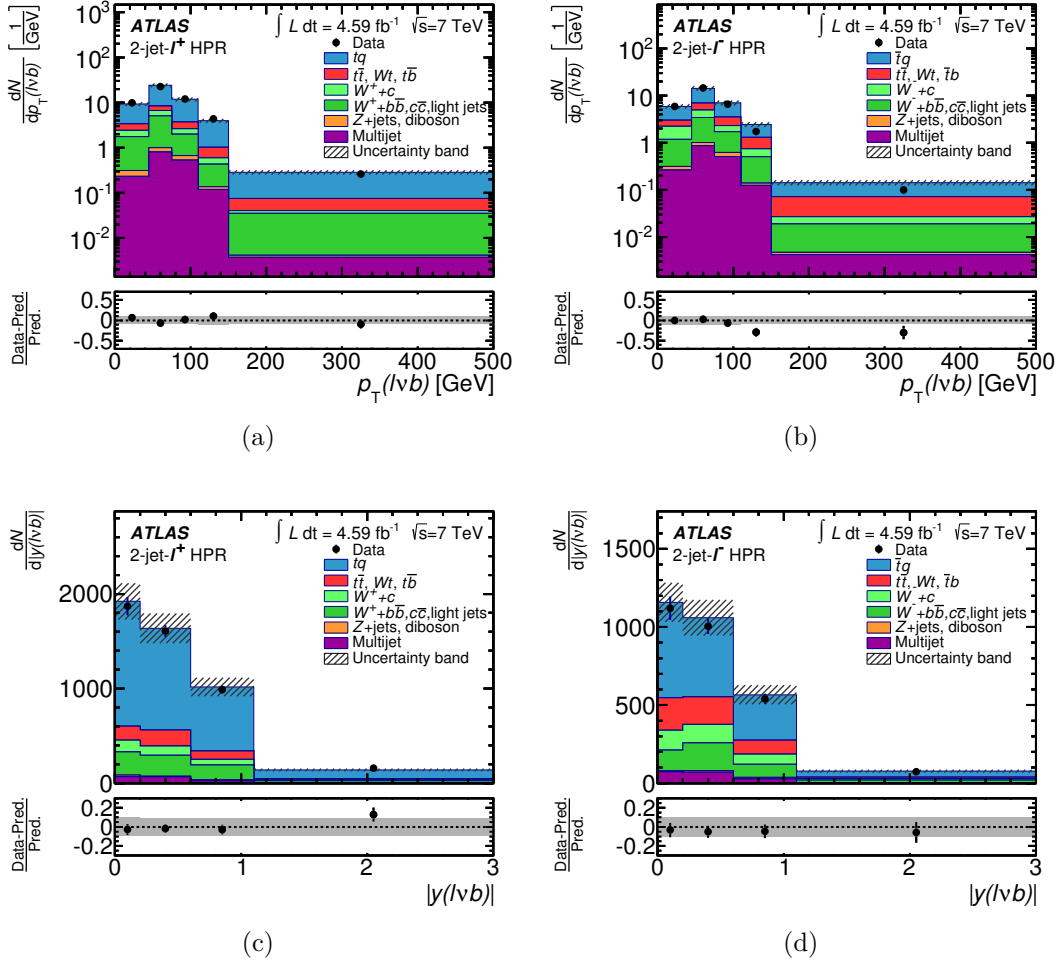 dN/dp_T(lνb) [1/GeV]
ATLAS ∫ L dt = 4.59 fb⁻¹ √s=7 TeV
2-jet-l⁺ HPR
Data
tq
tt̄, Wt, tb̄
W⁺+c
W⁺+bb̄,cc̄,light jets
Z+jets, diboson
Multijet
Uncertainty band
10³
10²
10
1
10⁻¹
10⁻²
Data-Pred./Pred.
0.5
0
-0.5
0 100 200 300 400 500
p_T(lνb) [GeV]
(a)
dN/dp_T(lνb) [1/GeV]
ATLAS ∫ L dt = 4.59 fb⁻¹ √s=7 TeV
2-jet-l⁻ HPR
Data
t̄q
tt̄, Wt, t̄b
W⁻+c
W⁻+bb̄,cc̄,light jets
Z+jets, diboson
Multijet
Uncertainty band
10²
10
1
10⁻¹
10⁻²
Data-Pred./Pred.
0.5
0
-0.5
0 100 200 300 400 500
p_T(lνb) [GeV]
(b)
dN/d|y(lνb)|
ATLAS ∫ L dt = 4.59 fb⁻¹ √s=7 TeV
2-jet-l⁺ HPR
Data
tq
tt̄, Wt, tb̄
W⁺+c
W⁺+bb̄,cc̄,light jets
Z+jets, diboson
Multijet
Uncertainty band
2000
1000
0
Data-Pred./Pred.
0.2
0
-0.2
0 1 2 3
|y(lνb)|
(c)
dN/d|y(lνb)|
ATLAS ∫ L dt = 4.59 fb⁻¹ √s=7 TeV
2-jet-l⁻ HPR
Data
t̄q
tt̄, Wt, t̄b
W⁻+c
W⁻+bb̄,cc̄,light jets
Z+jets, diboson
Multijet
Uncertainty band
1500
1000
500
0
Data-Pred./Pred.
0.2
0
-0.2
0 1 2 3
|y(lνb)|
(d)